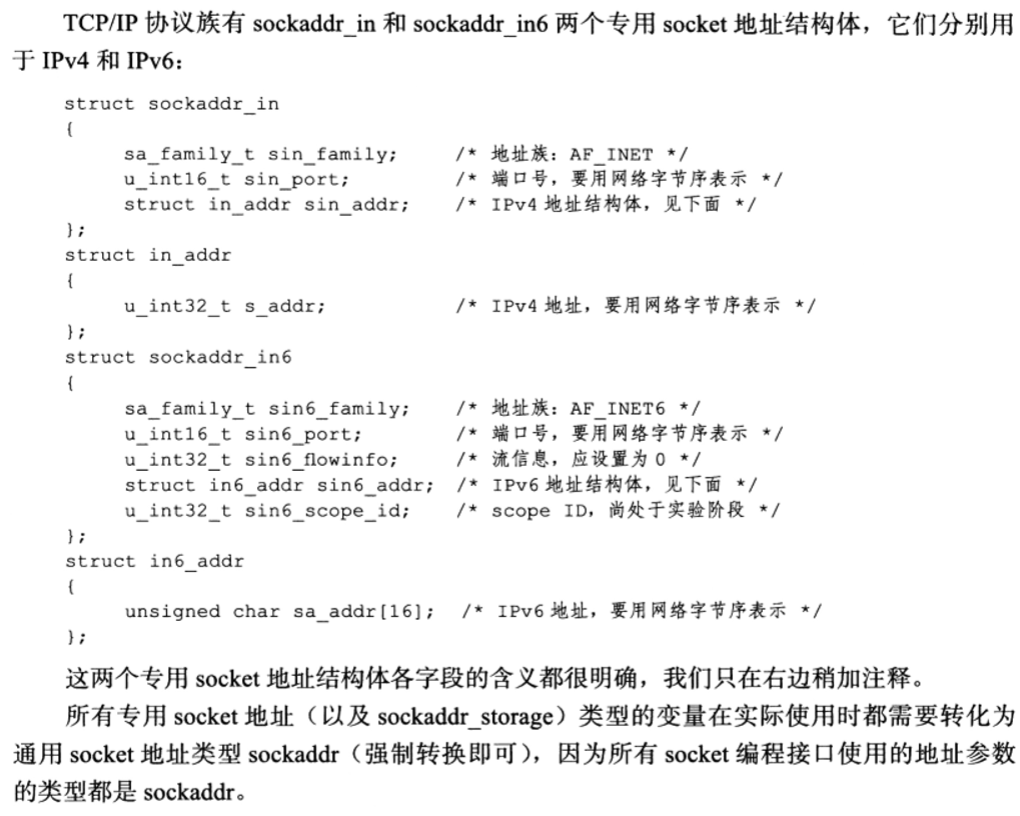 TCP/IP 协议族有 sockaddr_in 和 sockaddr_in6 两个专用 socket 地址结构体，它们分别用
于 IPv4 和 IPv6：
struct sockaddr_in
{
sa_family_t sin_family; /* 地址族：AF_INET */
u_int16_t sin_port; /* 端口号，要用网络字节序表示 */
struct in_addr sin_addr; /* IPv4 地址结构体，见下面 */
};
struct in_addr
{
u_int32_t s_addr; /* IPv4 地址，要用网络字节序表示 */
};
struct sockaddr_in6
{
sa_family_t sin6_family; /* 地址族：AF_INET6 */
u_int16_t sin6_port; /* 端口号，要用网络字节序表示 */
u_int32_t sin6_flowinfo; /* 流信息，应设置为 0 */
struct in6_addr sin6_addr; /* IPv6 地址结构体，见下面 */
u_int32_t sin6_scope_id; /* scope ID，尚处于实验阶段 */
};
struct in6_addr
{
unsigned char sa_addr[16]; /* IPv6 地址，要用网络字节序表示 */
};
这两个专用 socket 地址结构体各字段的含义都很明确，我们只在右边稍加注释。
所有专用 socket 地址（以及 sockaddr_storage）类型的变量在实际使用时都需要转化为
通用 socket 地址类型 sockaddr（强制转换即可），因为所有 socket 编程接口使用的地址参数
的类型都是 sockaddr。